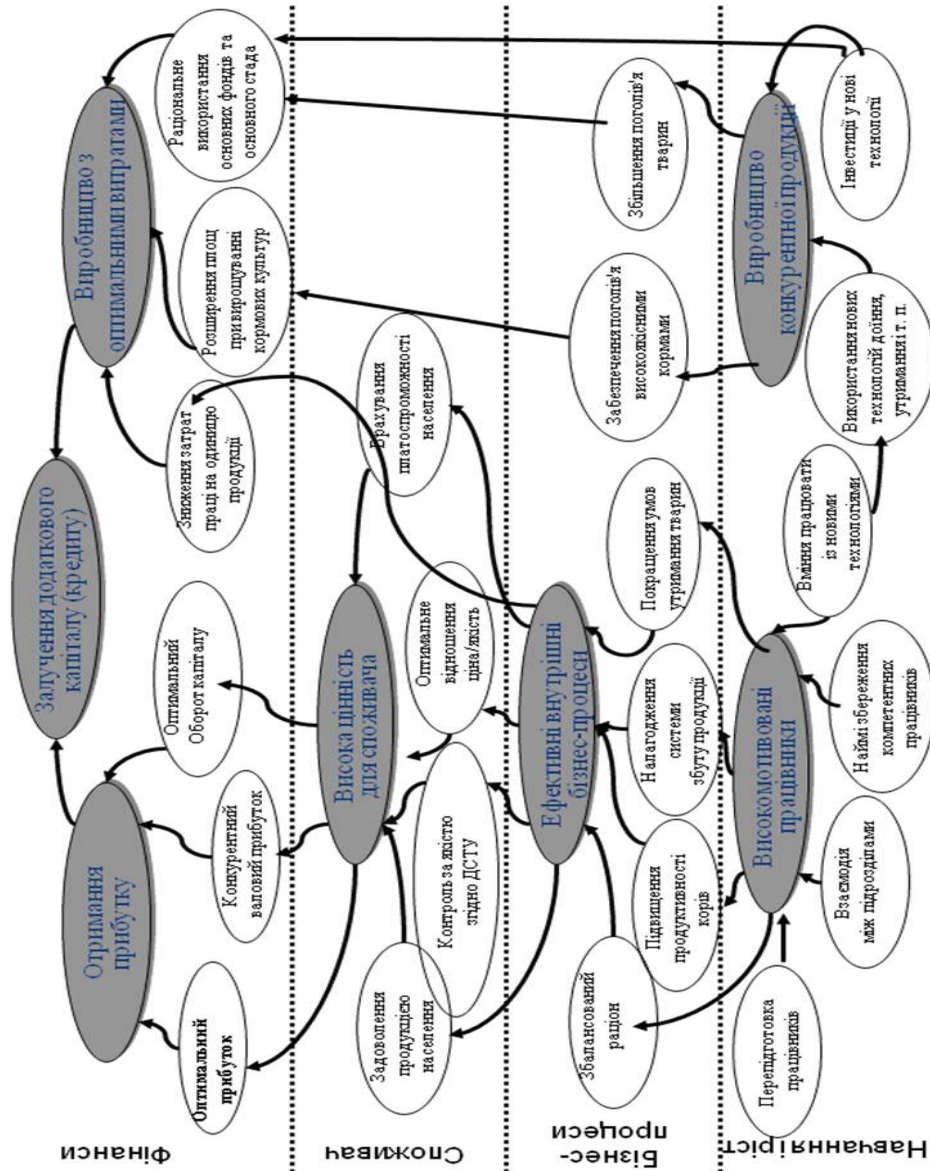 Фінанси
Залучення додаткового
капіталу (кредиту)
Отримання
прибутку
Виробництво з
оптимальними витратами
Оптимальний
прибуток
Конкурентний
валовий прибуток
Оптимальний
Оборот капіталу
Зниження затрат
праці на одиницю
продукції
Розширення площ
при вирощуванні
кормових культур
Раціональне
використання
основних фондів та
основного стада
Споживач
Висока цінність
для споживача
Задоволення
продукцією
населення
Контроль за якістю
згідно ДСТУ
Оптимальне
відношення
ціна/якість
Врахування
платоспроможності
населення
Бізнес-
процеси
Ефективні внутрішні
бізнес-процеси
Збалансований
раціон
Підвищення
продуктивності
корів
Налагодження
системи
збуту продукції
Покращення умов
утримання тварин
Забезпечення поголів'я
високоякісними
кормами
Збільшення поголів'я
тварин
Навчання і ріст
Високомотивовані
працівники
Виробництво
конкурентної продукції
Перепідготовка
працівників
Взаємодія
між підрозділами
Найм і збереження
компетентних
працівників
Вміння працювати
із новими
технологіями
Використання нових
технологій доїння,
утримання і т. п.
Інвестиції у нові
технології